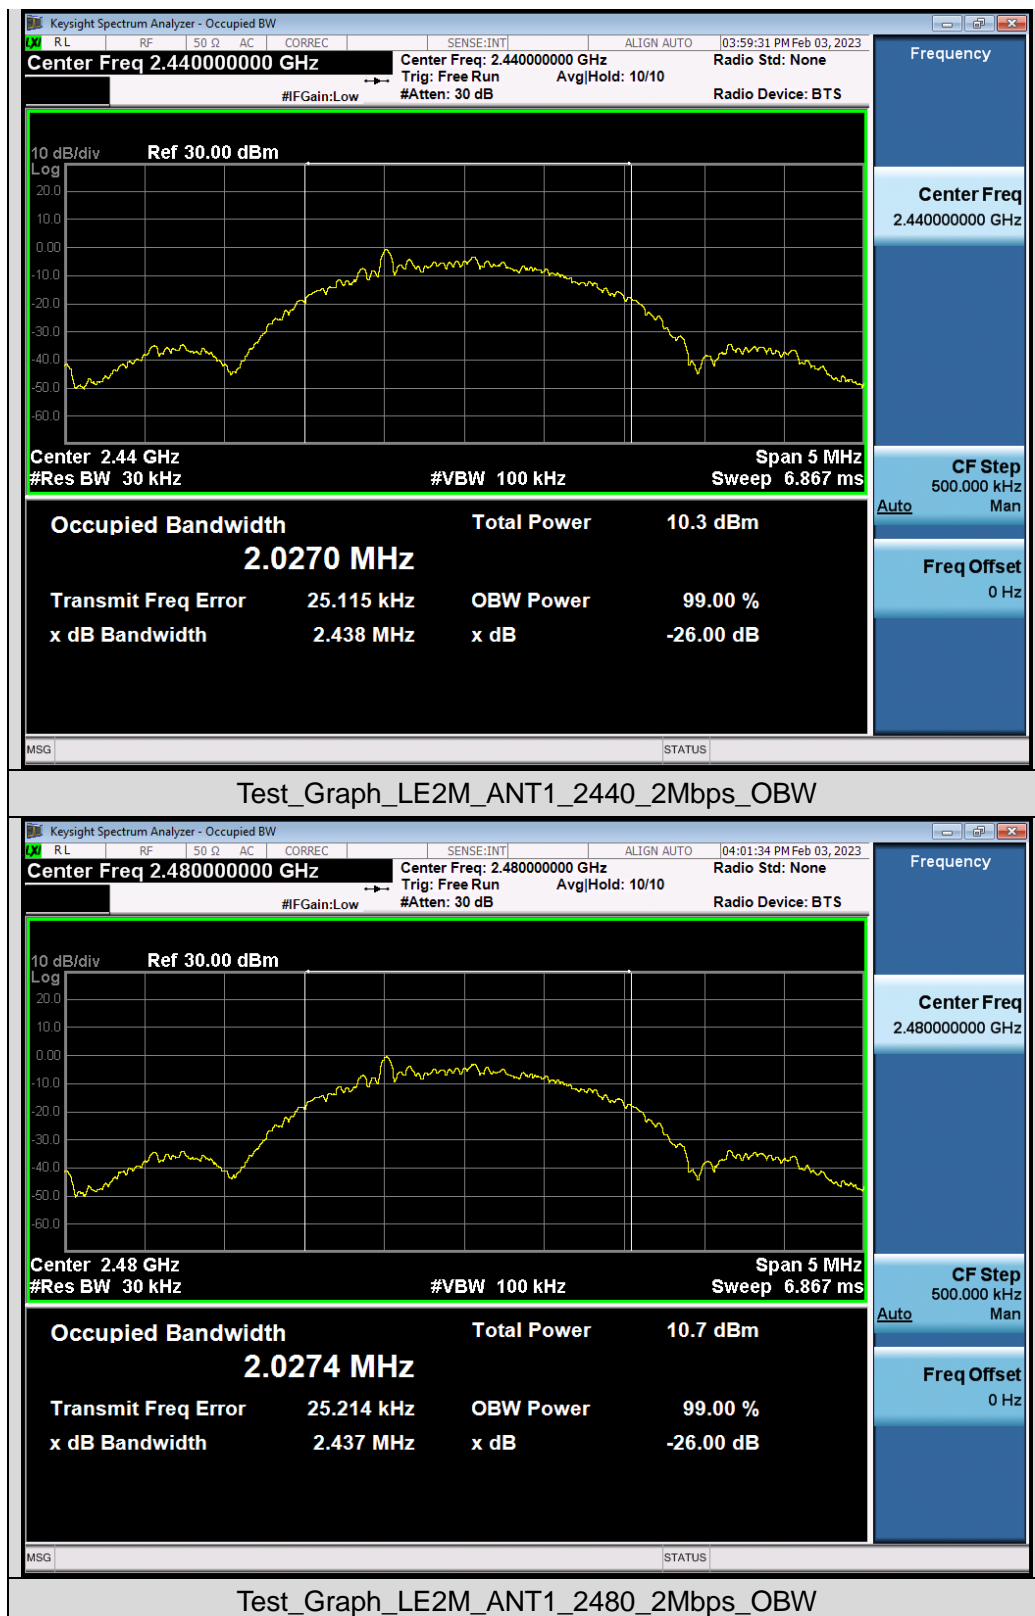 Keysight Spectrum Analyzer - Occupied BW
LXI RL RF 50 Ω AC CORREC SENSE:INT ALIGN AUTO 03:59:31 PM Feb 03, 2023
Center Freq 2.440000000 GHz
Center Freq: 2.440000000 GHz Radio Std: None
Trig: Free Run Avg|Hold: 10/10
#IFGain:Low #Atten: 30 dB Radio Device: BTS
10 dB/div Ref 30.00 dBm
Log
20.0
10.0
0.00
-10.0
-20.0
-30.0
-40.0
-50.0
-60.0
Center 2.44 GHz Span 5 MHz
#Res BW 30 kHz #VBW 100 kHz Sweep 6.867 ms
Occupied Bandwidth Total Power 10.3 dBm
2.0270 MHz
Transmit Freq Error 25.115 kHz OBW Power 99.00 %
x dB Bandwidth 2.438 MHz x dB -26.00 dB
MSG STATUS
Frequency
Center Freq
2.440000000 GHz
CF Step
500.000 kHz
Auto Man
Freq Offset
0 Hz
Test_Graph_LE2M_ANT1_2440_2Mbps_OBW
Keysight Spectrum Analyzer - Occupied BW
LXI RL RF 50 Ω AC CORREC SENSE:INT ALIGN AUTO 04:01:34 PM Feb 03, 2023
Center Freq 2.480000000 GHz
Center Freq: 2.480000000 GHz Radio Std: None
Trig: Free Run Avg|Hold: 10/10
#IFGain:Low #Atten: 30 dB Radio Device: BTS
10 dB/div Ref 30.00 dBm
Log
20.0
10.0
0.00
-10.0
-20.0
-30.0
-40.0
-50.0
-60.0
Center 2.48 GHz Span 5 MHz
#Res BW 30 kHz #VBW 100 kHz Sweep 6.867 ms
Occupied Bandwidth Total Power 10.7 dBm
2.0274 MHz
Transmit Freq Error 25.214 kHz OBW Power 99.00 %
x dB Bandwidth 2.437 MHz x dB -26.00 dB
MSG STATUS
Frequency
Center Freq
2.480000000 GHz
CF Step
500.000 kHz
Auto Man
Freq Offset
0 Hz
Test_Graph_LE2M_ANT1_2480_2Mbps_OBW